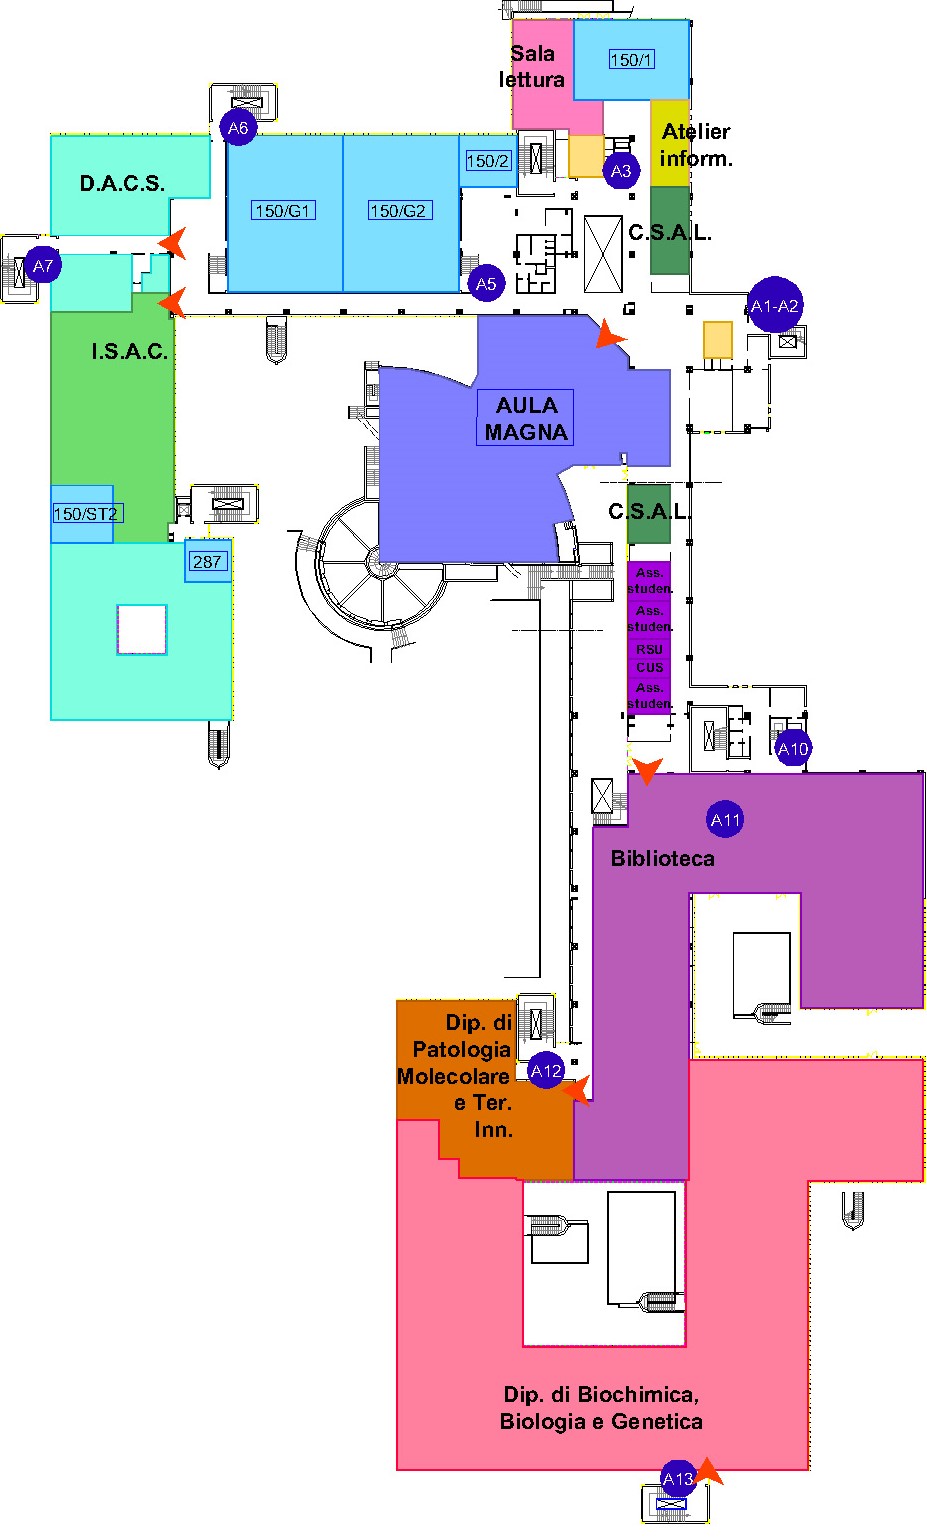 Sala
lettura
150/1
A6
Atelier
inform.
150/2
A3
D.A.C.S.
150/G1
150/G2
C.S.A.L.
A7
A5
A1-A2
I.S.A.C.
AULA
MAGNA
150/ST2
C.S.A.L.
287
Ass.
studen.
Ass.
studen.
RSU
CUS
Ass.
studen.
A10
A11
Biblioteca
Dip. di
Patologia
Molecolare
e Ter.
Inn.
A12
Dip. di Biochimica,
Biologia e Genetica
A13